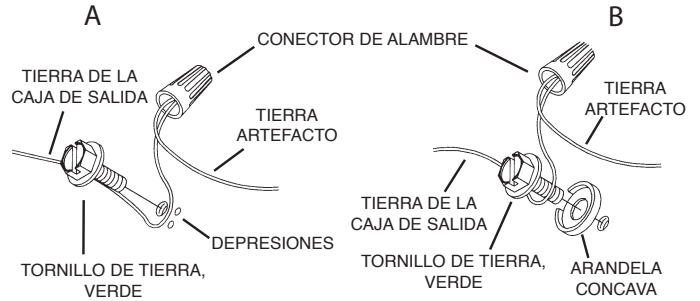 A
B
CONECTOR DE ALAMBRE
TIERRA DE LA
CAJA DE SALIDA
TIERRA
ARTEFACTO
DEPRESIONES
TORNILLO DE TIERRA,
VERDE
TIERRA
ARTEFACTO
TIERRA DE LA
CAJA DE SALIDA
TORNILLO DE TIERRA,
VERDE
ARANDELA
CONCAVA